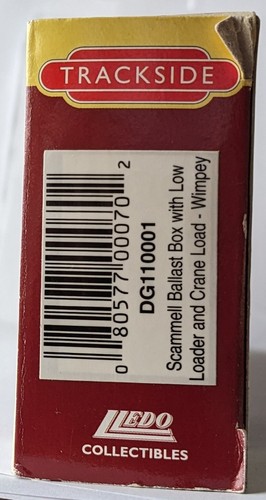 TRACKSIDE
0 80577 00070 2
DG110001
Scammell Ballast Box with Low
Loader and Crane Load - Wimpey
LLEDO
COLLECTIBLES